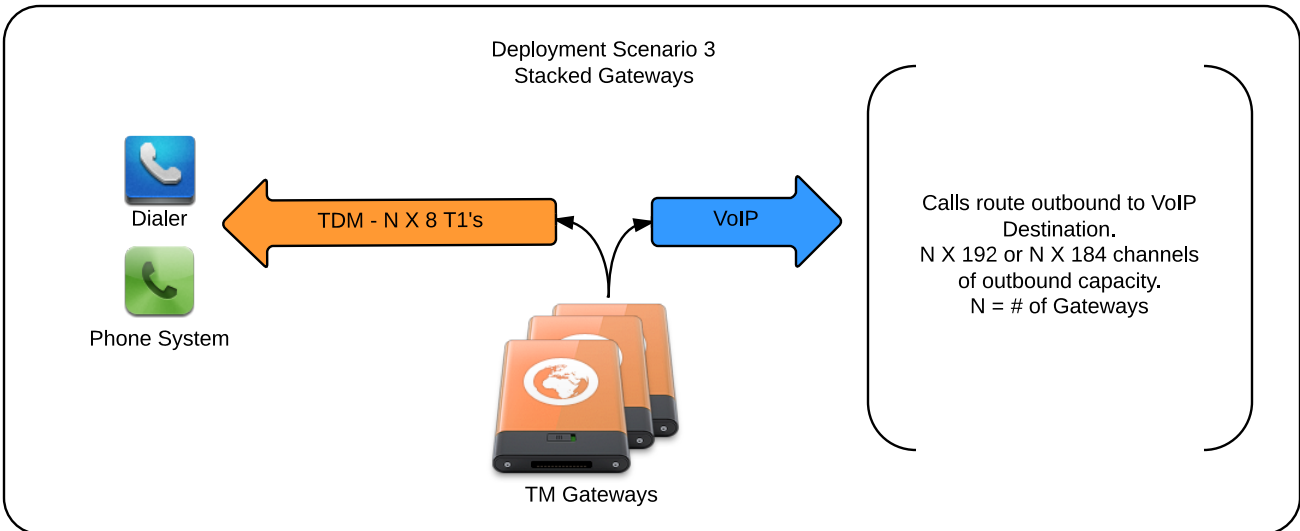 Deployment Scenario 3
Stacked Gateways
Dialer
TDM - N X 8 T1's
VoIP
Phone System
Calls route outbound to VoIP
Destination.
N X 192 or N X 184 channels
of outbound capacity.
N = # of Gateways
TM Gateways